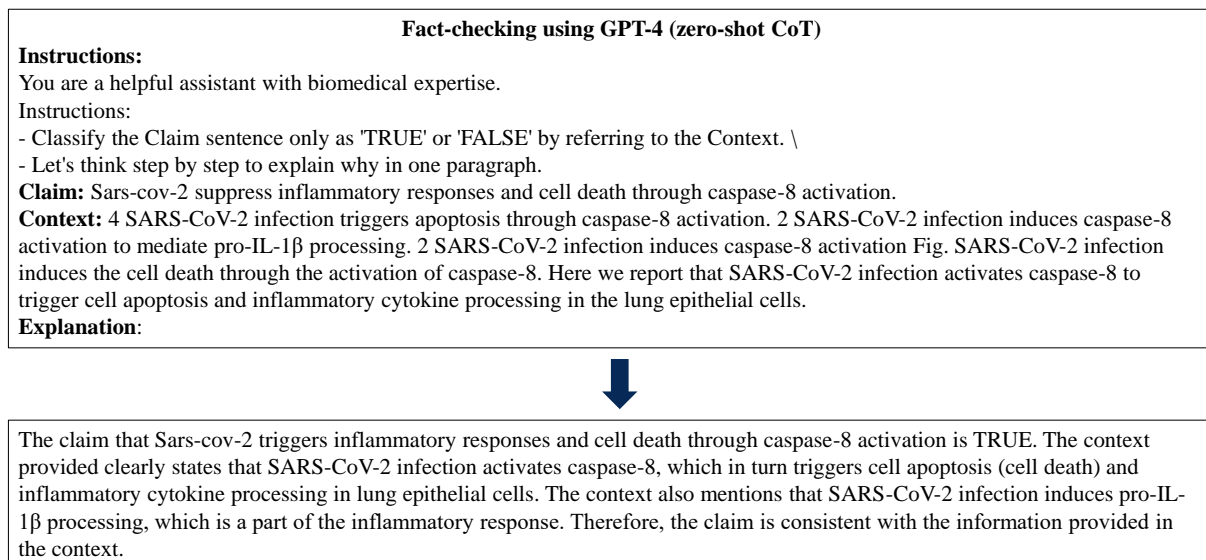 Fact-checking using GPT-4 (zero-shot CoT)
Instructions:
You are a helpful assistant with biomedical expertise.
Instructions:
- Classify the Claim sentence only as 'TRUE' or 'FALSE' by referring to the Context. \
- Let's think step by step to explain why in one paragraph.
Claim: Sars-cov-2 suppress inflammatory responses and cell death through caspase-8 activation.
Context: 4 SARS-CoV-2 infection triggers apoptosis through caspase-8 activation. 2 SARS-CoV-2 infection induces caspase-8
activation to mediate pro-IL-1β processing. 2 SARS-CoV-2 infection induces caspase-8 activation Fig. SARS-CoV-2 infection
induces the cell death through the activation of caspase-8. Here we report that SARS-CoV-2 infection activates caspase-8 to
trigger cell apoptosis and inflammatory cytokine processing in the lung epithelial cells.
Explanation:
The claim that Sars-cov-2 triggers inflammatory responses and cell death through caspase-8 activation is TRUE. The context
provided clearly states that SARS-CoV-2 infection activates caspase-8, which in turn triggers cell apoptosis (cell death) and
inflammatory cytokine processing in lung epithelial cells. The context also mentions that SARS-CoV-2 infection induces pro-IL-
1β processing, which is a part of the inflammatory response. Therefore, the claim is consistent with the information provided in
the context.